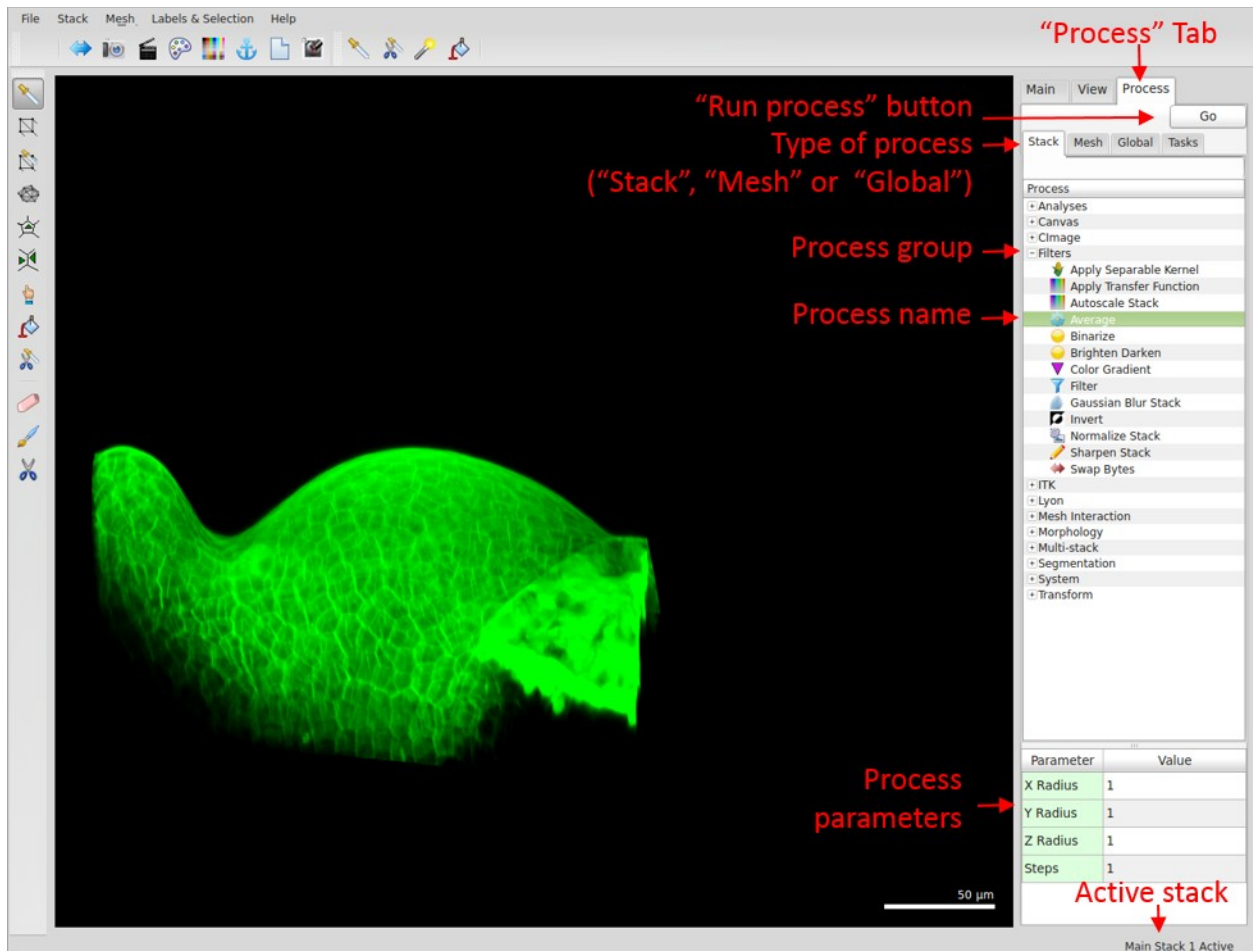 File Stack Mesh Labels & Selection Help
“Process” Tab
Main View Process
“Run process” button
Go
Type of process
(“Stack”, “Mesh” or “Global”)
Stack Mesh Global Tasks
Process
Analyses
Canvas
CImage
Process group
Filters
Apply Separable Kernel
Apply Transfer Function
Autoscale Stack
Process name
Average
Binarize
Brighten Darken
Color Gradient
Filter
Gaussian Blur Stack
Invert
Normalize Stack
Sharpen Stack
Swap Bytes
ITK
Lyon
Mesh Interaction
Morphology
Multi-stack
Segmentation
System
Transform
Parameter Value
Process
parameters
X Radius 1
Y Radius 1
Z Radius 1
Steps 1
50 µm
Active stack
Main Stack 1 Active